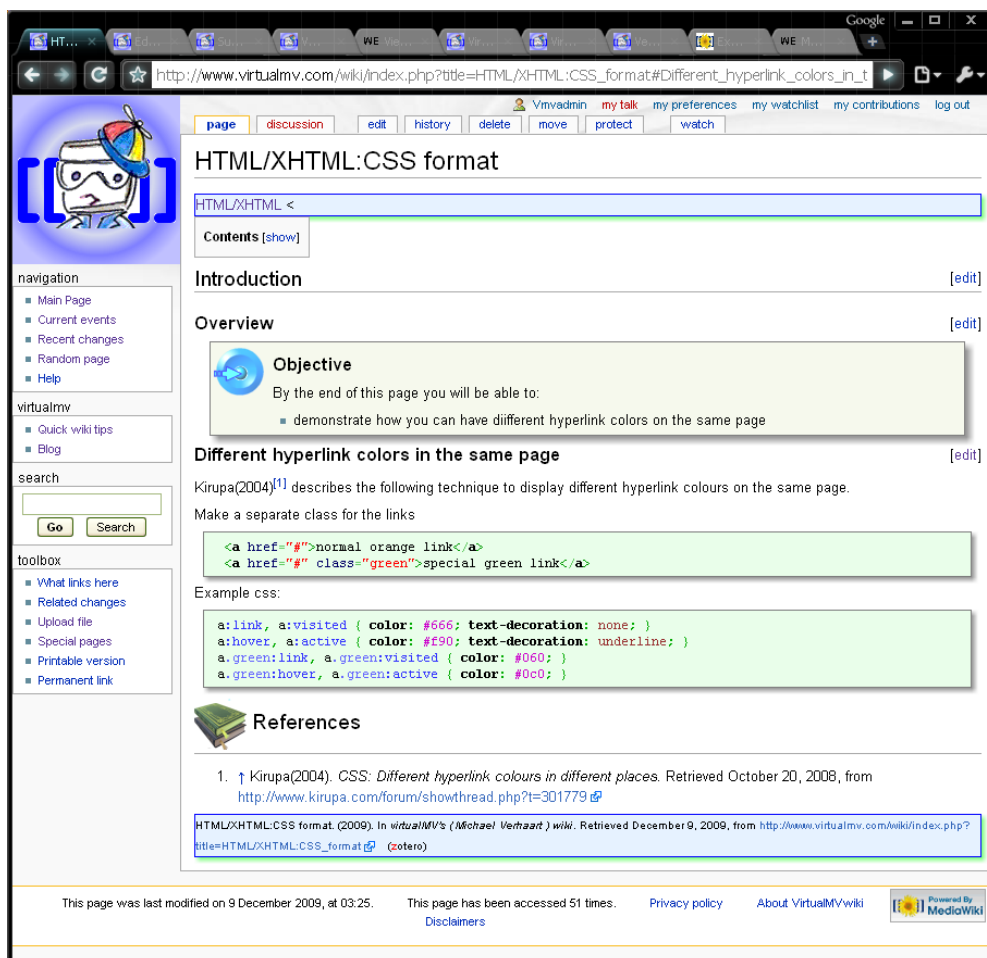 Google
HT...
Ed...
Su...
V...
WE Vie...
Vir...
Vir...
Ve...
Ex...
WE M...
http://www.virtualmv.com/wiki/index.php?title=HTML/XHTML:CSS_format#Different_hyperlink_colors_in_t
Vmvadmin my talk my preferences my watchlist my contributions log out
page discussion edit history delete move protect watch
HTML/XHTML:CSS format
HTML/XHTML <
Contents [show]
Introduction [edit]
Overview [edit]
Objective
By the end of this page you will be able to:
demonstrate how you can have diifferent hyperlink colors on the same page
Different hyperlink colors in the same page [edit]
Kirupa(2004)[1] describes the following technique to display different hyperlink colours on the same page.
Make a separate class for the links
<a href="#">normal orange link</a>
<a href="#" class="green">special green link</a>
Example css:
a:link, a:visited { color: #666; text-decoration: none; }
a:hover, a:active { color: #f90; text-decoration: underline; }
a.green:link, a.green:visited { color: #060; }
a.green:hover, a.green:active { color: #0c0; }
References
1. ↑ Kirupa(2004). CSS: Different hyperlink colours in different places. Retrieved October 20, 2008, from
http://www.kirupa.com/forum/showthread.php?t=301779
HTML/XHTML:CSS format. (2009). In virtualMV's ( Michael Verhaart ) wiki. Retrieved December 9, 2009, from http://www.virtualmv.com/wiki/index.php?
title=HTML/XHTML:CSS_format (zotero)
navigation
Main Page
Current events
Recent changes
Random page
Help
virtualmv
Quick wiki tips
Blog
search
Go Search
toolbox
What links here
Related changes
Upload file
Special pages
Printable version
Permanent link
This page was last modified on 9 December 2009, at 03:25. This page has been accessed 51 times. Privacy policy About VirtualMVwiki
Disclaimers
Powered By
MediaWiki